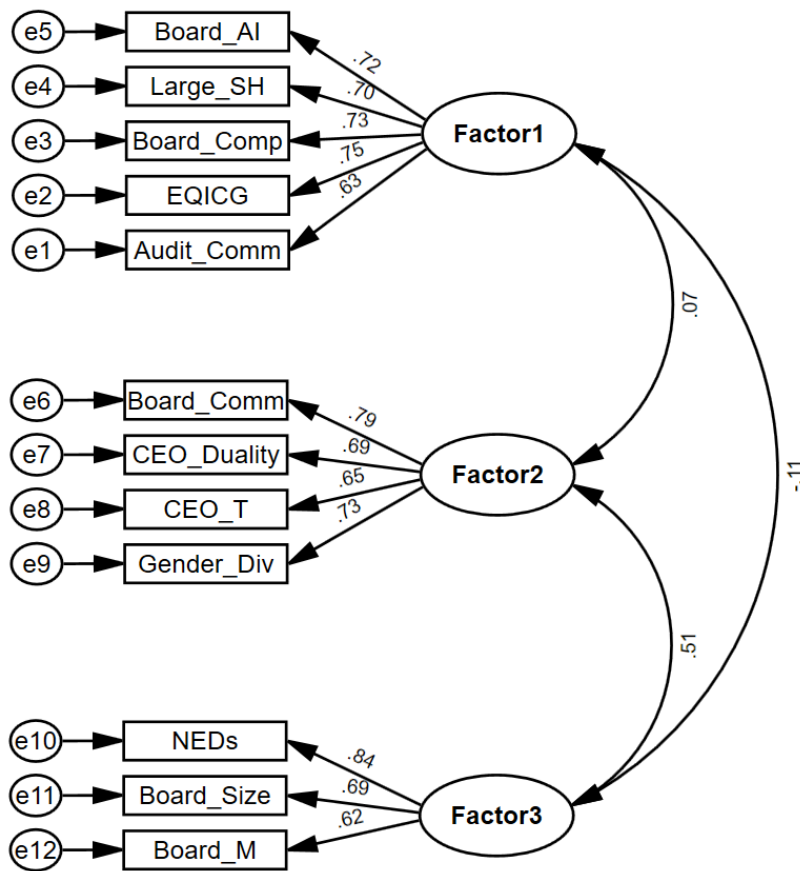 e5
Board_AI
.72
e4
Large_SH
.70
e3
Board_Comp
.73
Factor1
e2
EQICG
.75
e1
Audit_Comm
.63
.07
-.11
e6
Board_Comm
.79
e7
CEO_Duality
.69
Factor2
e8
CEO_T
.65
e9
Gender_Div
.73
.51
e10
NEDs
.84
e11
Board_Size
.69
Factor3
e12
Board_M
.62